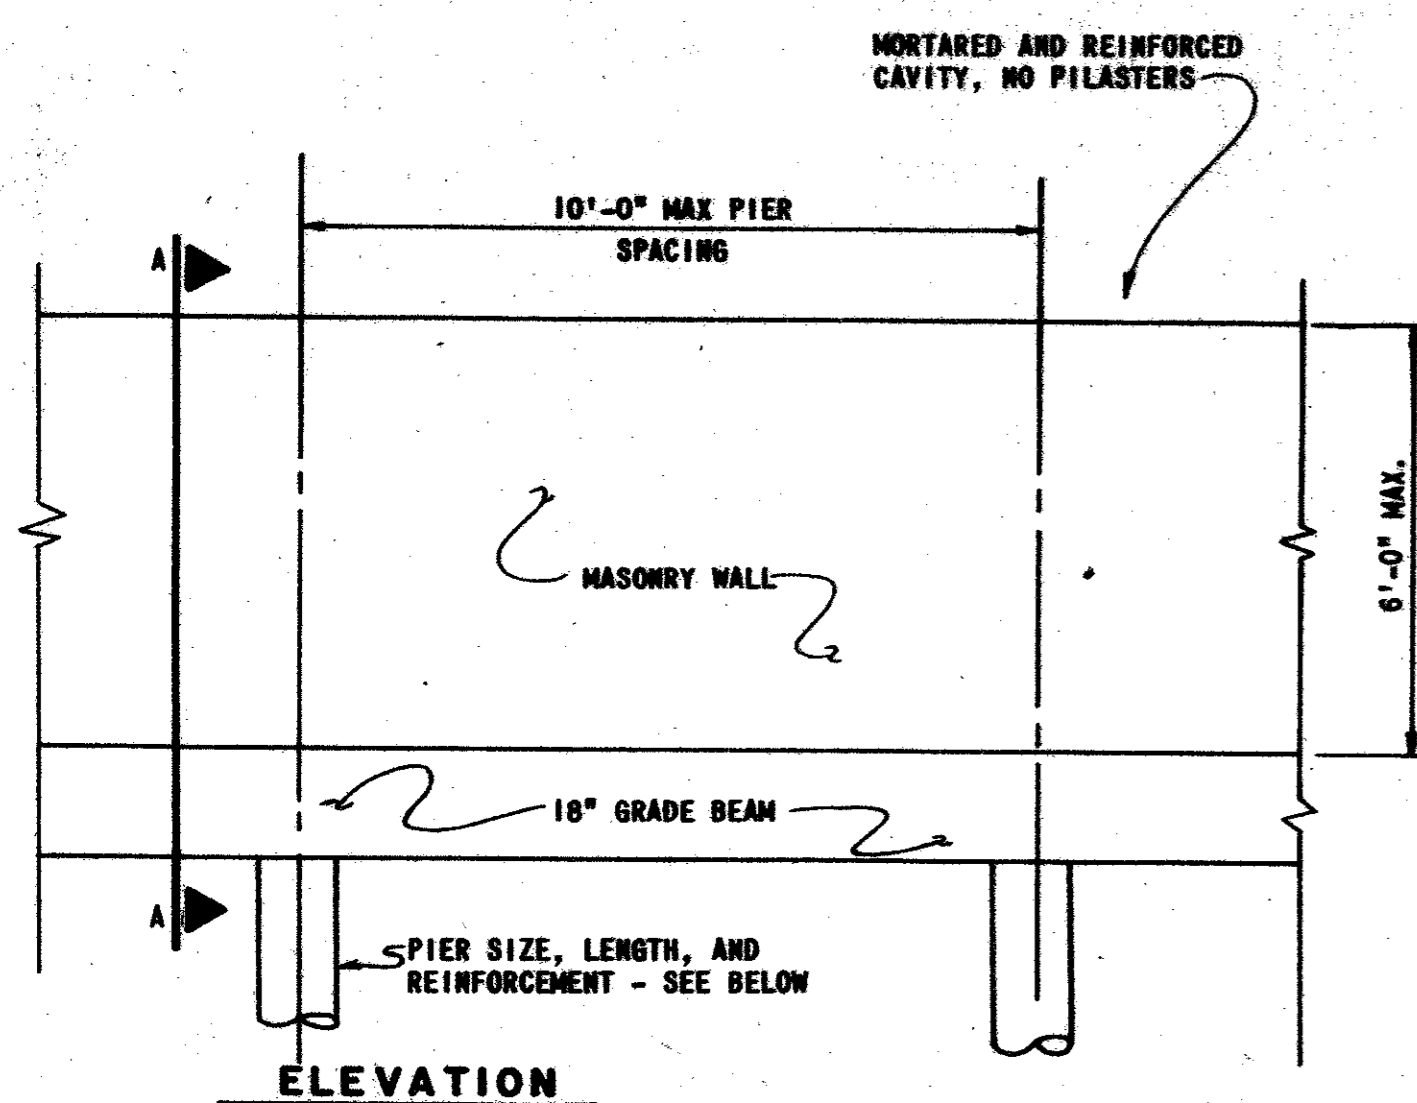 MORTARED AND REINFORCED
CAVITY, NO PILASTERS
10'-0" MAX PIER
SPACING
A
MASONRY WALL
6'-0" MAX.
18" GRADE BEAM
A
PIER SIZE, LENGTH, AND
REINFORCEMENT - SEE BELOW
ELEVATION